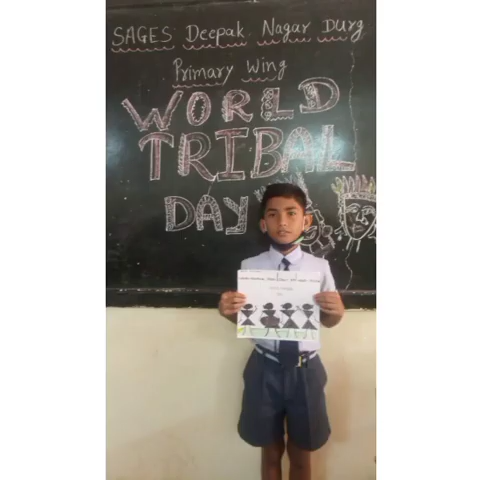 SAGES Deepak Nagar Durg
Primary Wing
WORLD
TRIBAL
DAY